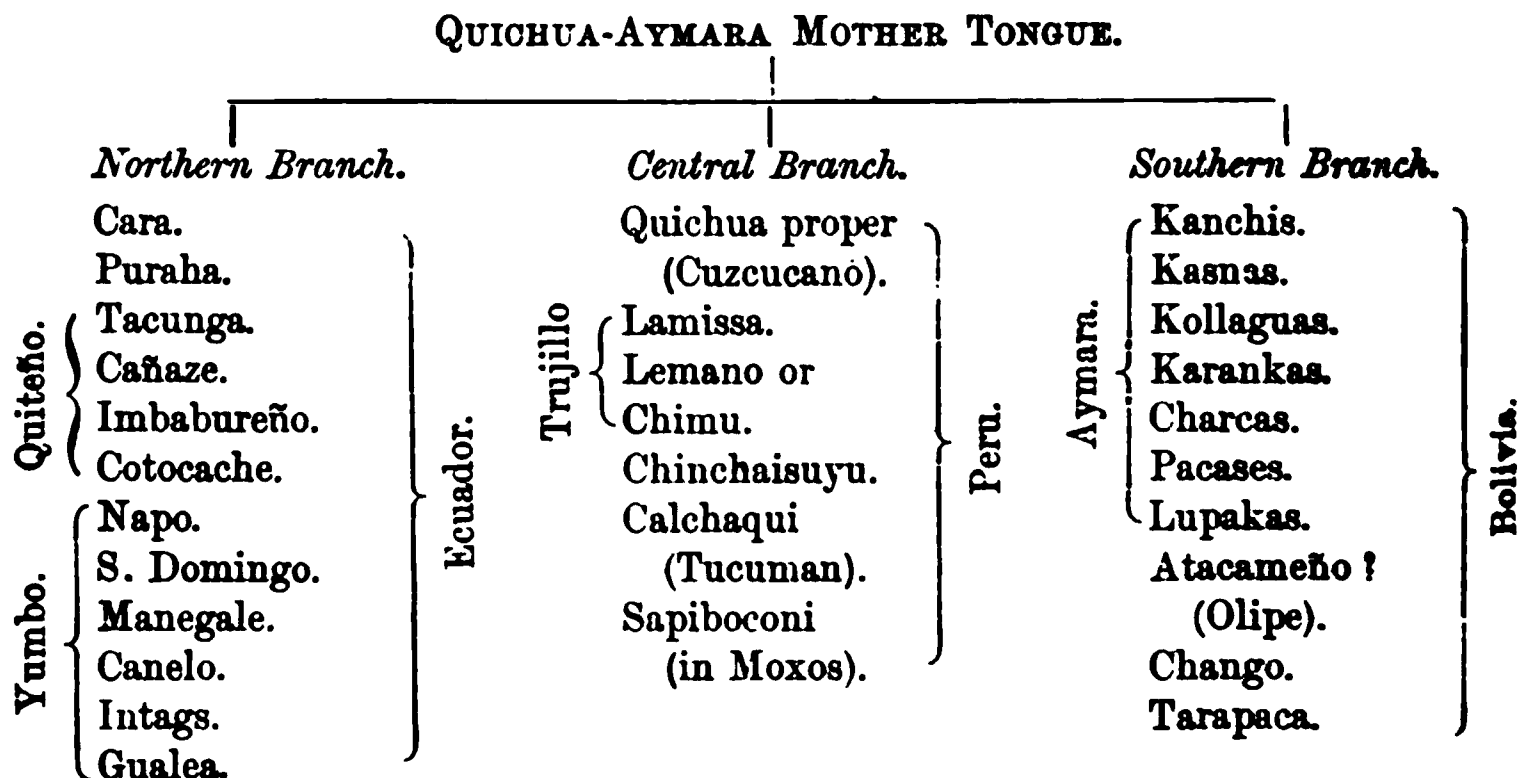 QUICHUA-AYMARA MOTHER TONGUE.
Northern Branch.
Cara.
Puraha.
Quiteño.
Tacunga.
Cañaze.
Imbabureño.
Cotocache.
Yumbo.
Napo.
S. Domingo.
Manegale.
Canelo.
Intags.
Gualea.
Ecuador.
Central Branch.
Quichua proper
(Cuzcucano).
Trujillo
Lamissa.
Lemano or
Chimu.
Chinchaisuyu.
Calchaqui
(Tucuman).
Sapiboconi
(in Moxos).
Peru.
Southern Branch.
Aymara.
Kanchis.
Kasnas.
Kollaguas.
Karankas.
Charcas.
Pacases.
Lupakas.
Atacameño ?
(Olipe).
Chango.
Tarapaca.
Bolivia.